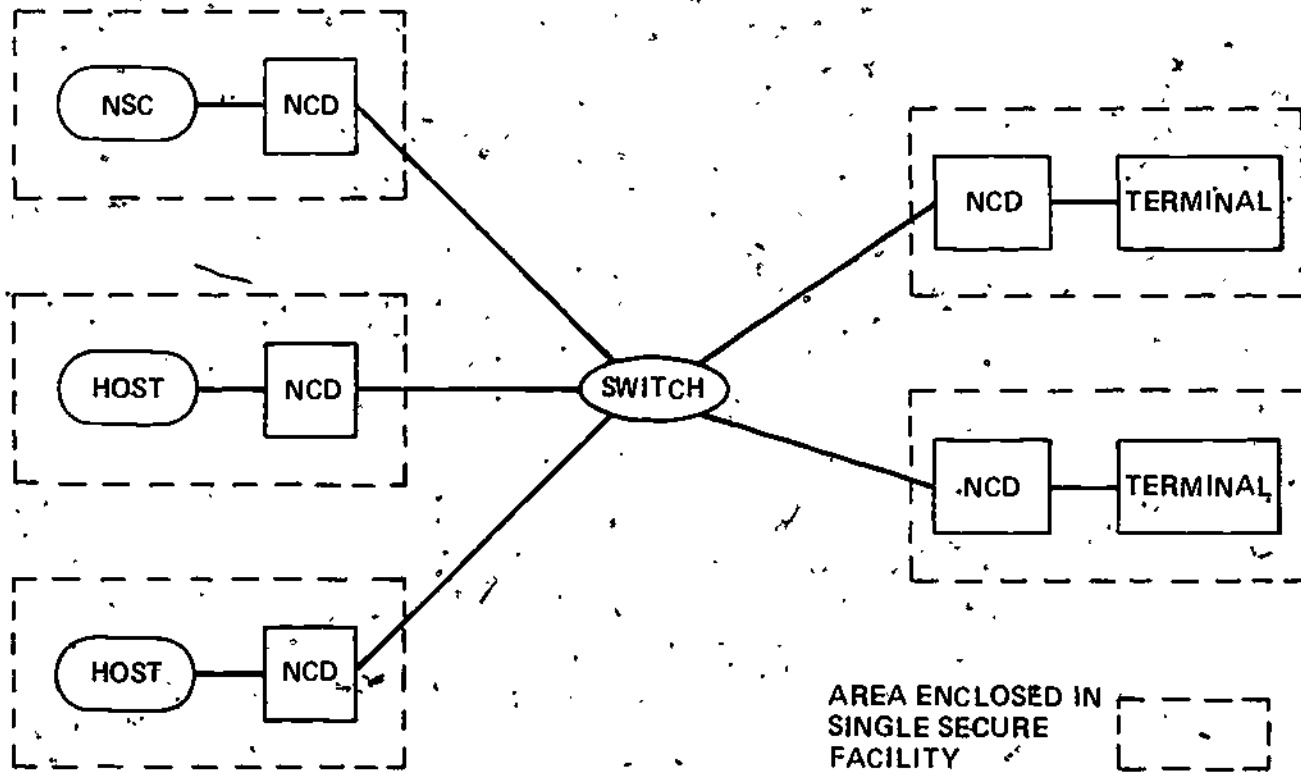 NSC
NCD
NCD
TERMINAL
HOST
NCD
SWITCH
NCD
TERMINAL
HOST
NCD
AREA ENCLOSED IN
SINGLE SECURE
FACILITY